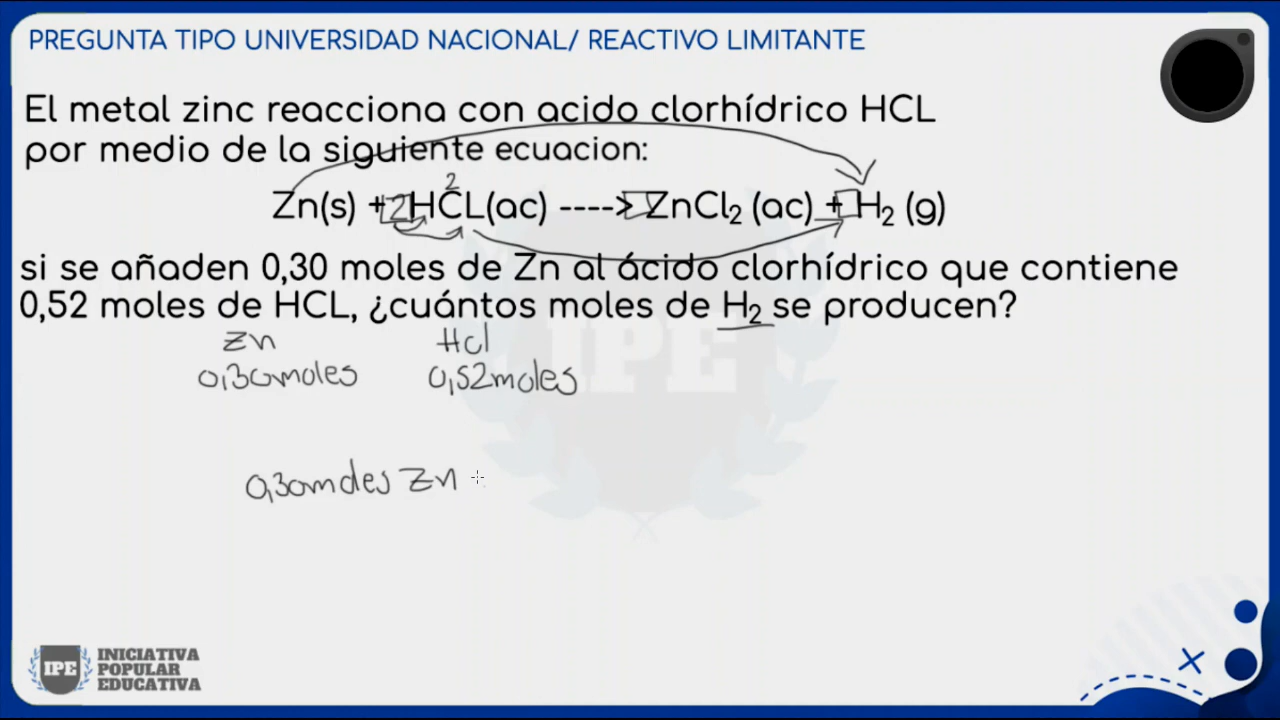 PREGUNTA TIPO UNIVERSIDAD NACIONAL/ REACTIVO LIMITANTE
El metal zinc reacciona con acido clorhídrico HCL
por medio de la siguiente ecuacion:
2
Zn(s) + 2HCL(ac) ----> ZnCl₂ (ac) + H₂ (g)
si se añaden 0,30 moles de Zn al ácido clorhídrico que contiene
0,52 moles de HCL, ¿cuántos moles de H₂ se producen?
Zn Hcl
0,30moles 0,52moles
0,30moles Zn
IPE
IPE
INICIATIVA
POPULAR
EDUCATIVA